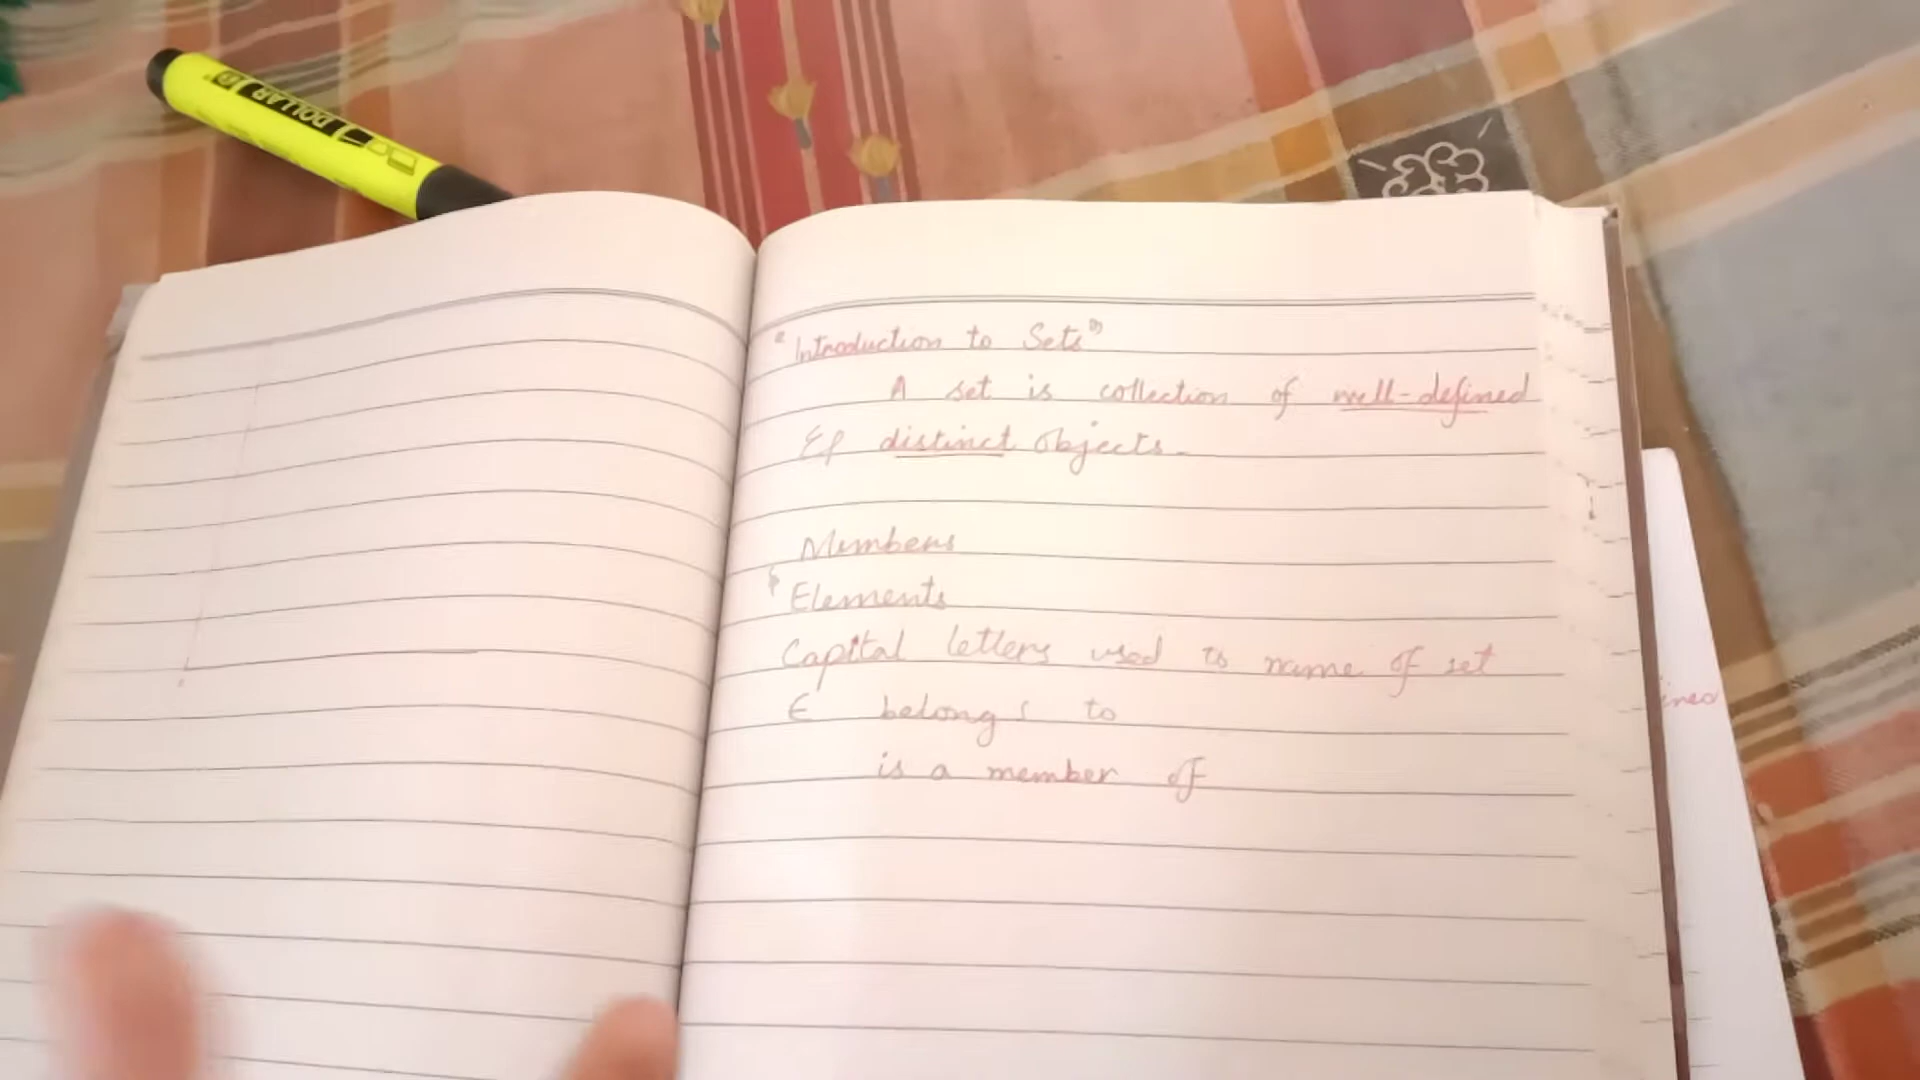 DOLLAR
"Introduction to Sets"
A set is collection of well-defined
& distinct objects.
Members
Elements
Capital letters used to name of set
∈ belongs to
is a member of